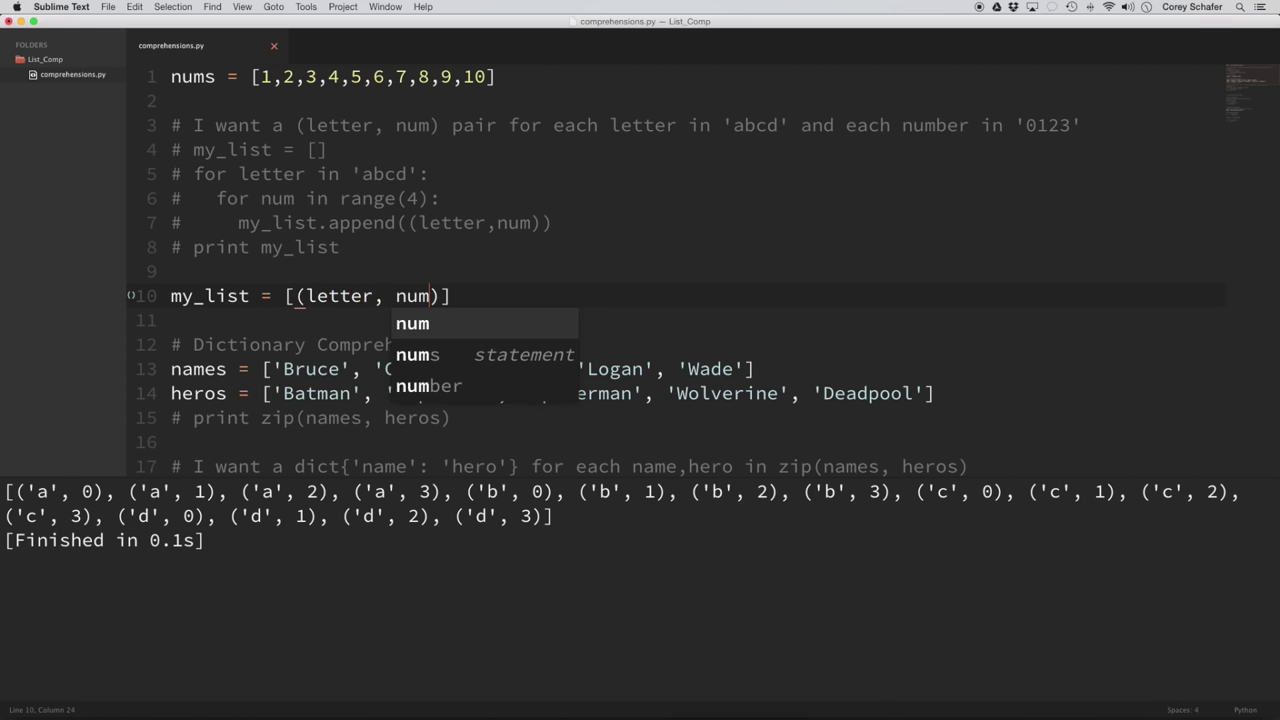 Sublime Text File Edit Selection Find View Goto Tools Project Window Help Corey Schafer
comprehensions.py — List_Comp
FOLDERS
List_Comp
comprehensions.py
comprehensions.py
1 nums = [1,2,3,4,5,6,7,8,9,10]
2
3 # I want a (letter, num) pair for each letter in 'abcd' and each number in '0123'
4 # my_list = []
5 # for letter in 'abcd':
6 #   for num in range(4):
7 #     my_list.append((letter,num))
8 # print my_list
9
10 my_list = [(letter, num)]
num
11
12 # Dictionary Compreh
nums statement
13 names = ['Bruce', 'C 'Logan', 'Wade']
number
14 heros = ['Batman', ' erman', 'Wolverine', 'Deadpool']
15 # print zip(names, heros)
16
17 # I want a dict{'name': 'hero'} for each name,hero in zip(names, heros)
[('a', 0), ('a', 1), ('a', 2), ('a', 3), ('b', 0), ('b', 1), ('b', 2), ('b', 3), ('c', 0), ('c', 1), ('c', 2),
('c', 3), ('d', 0), ('d', 1), ('d', 2), ('d', 3)]
[Finished in 0.1s]
Line 10, Column 24 Spaces: 4 Python